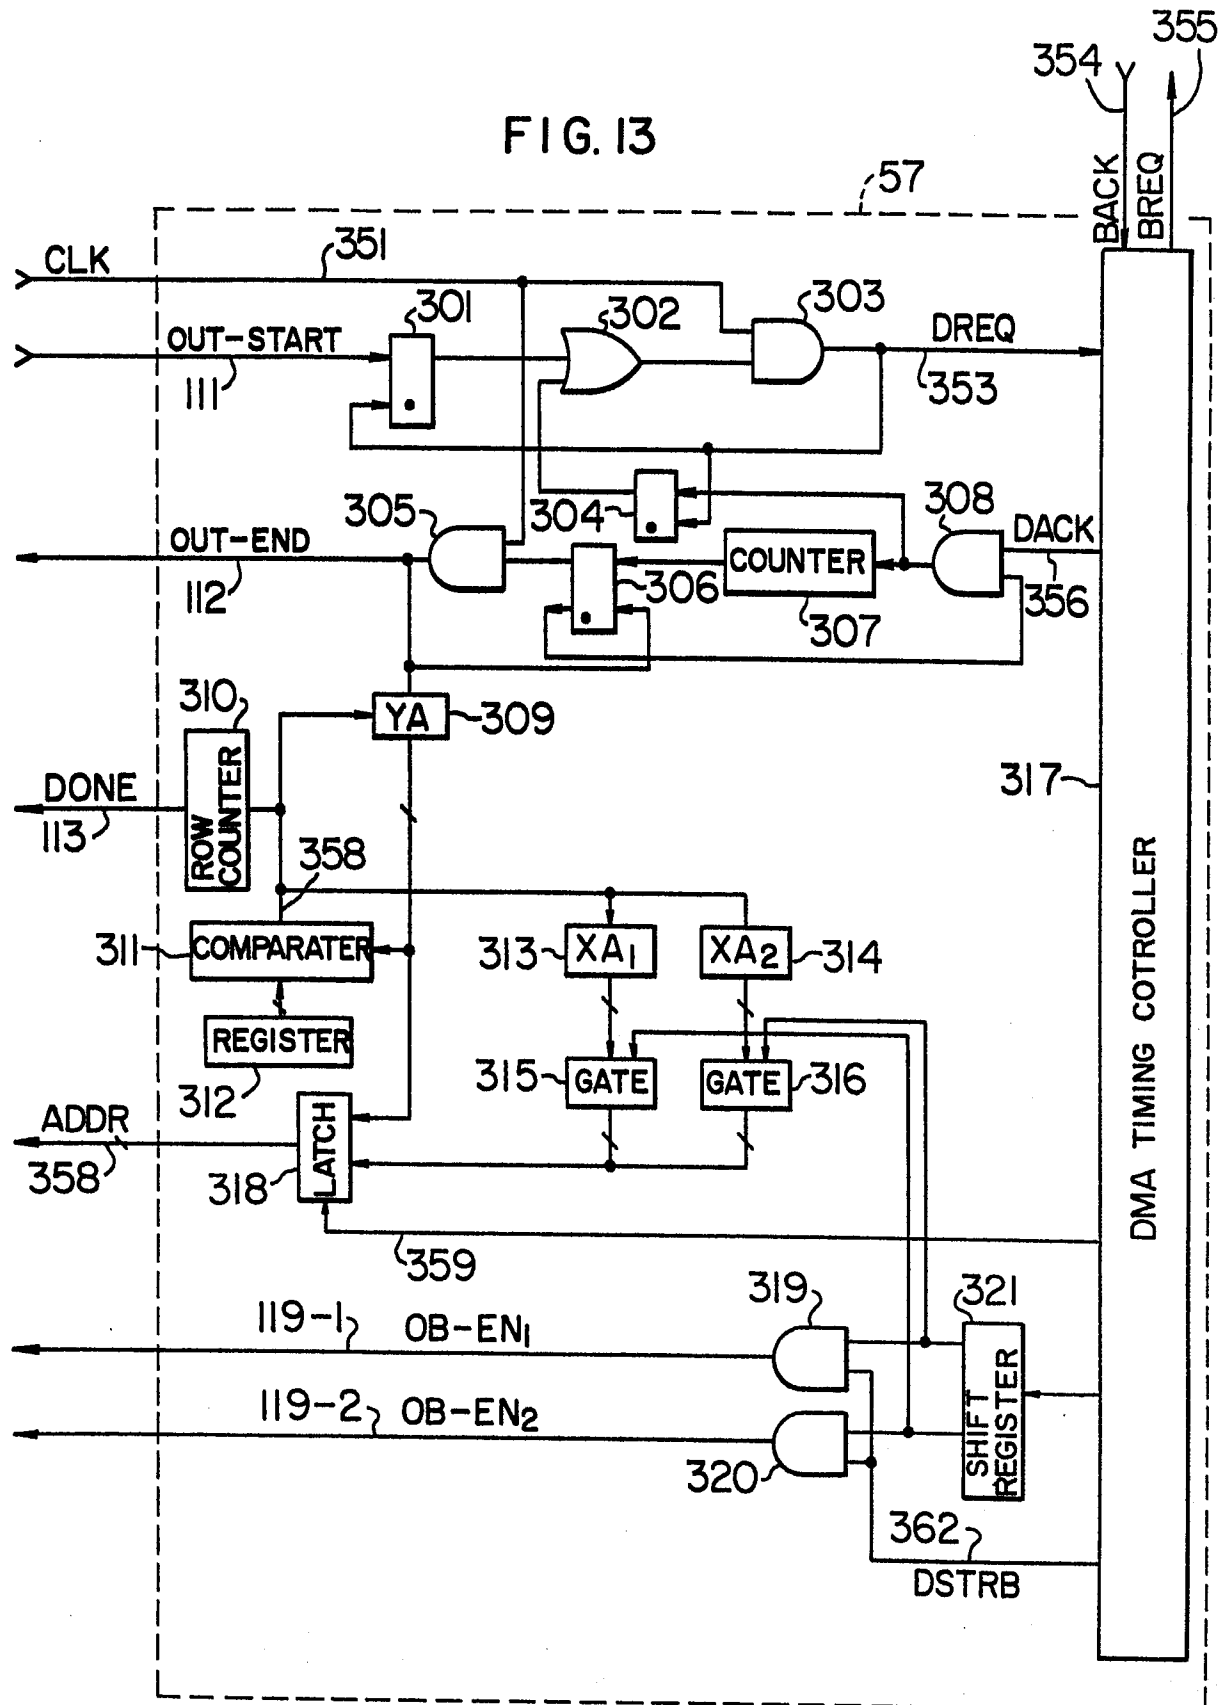 355
354
FIG. 13
57
BACK
BREQ
CLK
351
301
302
303
OUT-START
DREQ
111
353
305
304
308
OUT-END
COUNTER
DACK
112
306
307
356
310
YA
309
DONE
ROW COUNTER
317
113
358
311
COMPARATER
313
XA1
XA2
314
REGISTER
315
GATE
GATE
316
312
ADDR
358
318
LATCH
DMA TIMING COTROLLER
359
319
321
119-1
OB-EN1
119-2
OB-EN2
SHIFT
REGISTER
320
362
DSTRB